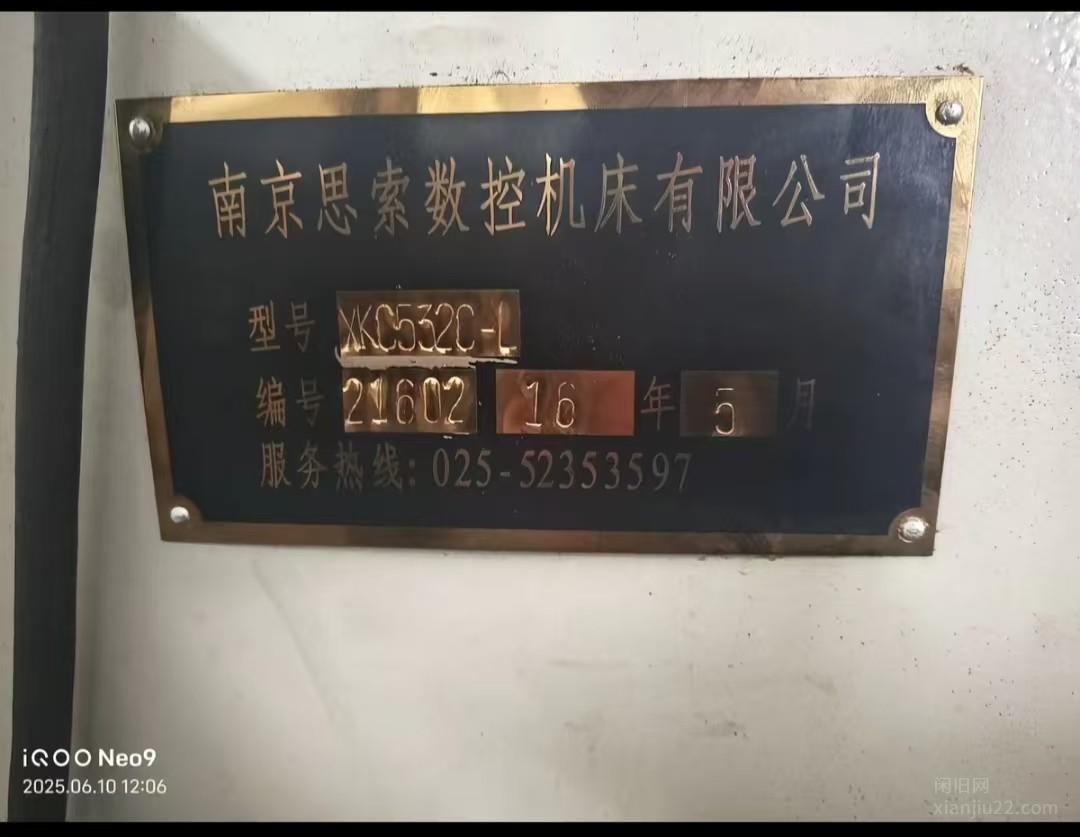 南京思索数控机床有限公司
型号 XKC532C-L
编号 21602 16 年 5 月
服务热线: 025-52353597
iQOO Neo9
2025.06.10 12:06
闲旧网
xianjiu22.com